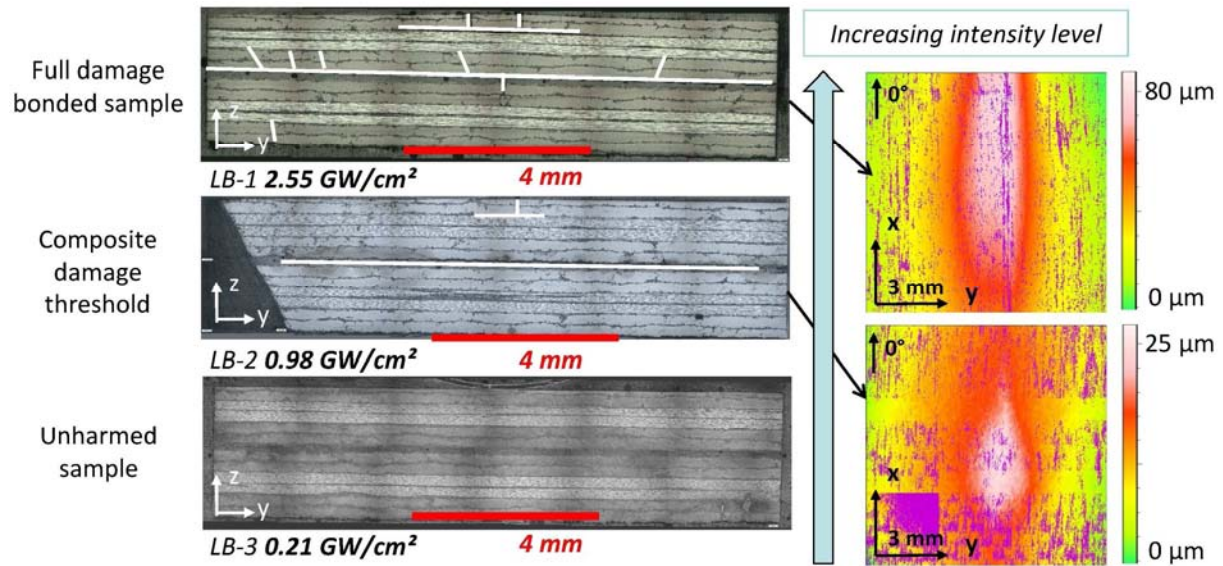 Increasing intensity level
Full damage
bonded sample
z
y
LB-1 2.55 GW/cm²
4 mm
0°
x
3 mm
y
80 µm
0 µm
Composite
damage
threshold
z
y
LB-2 0.98 GW/cm²
4 mm
0°
x
3 mm
y
25 µm
0 µm
Unharmed
sample
z
y
LB-3 0.21 GW/cm²
4 mm